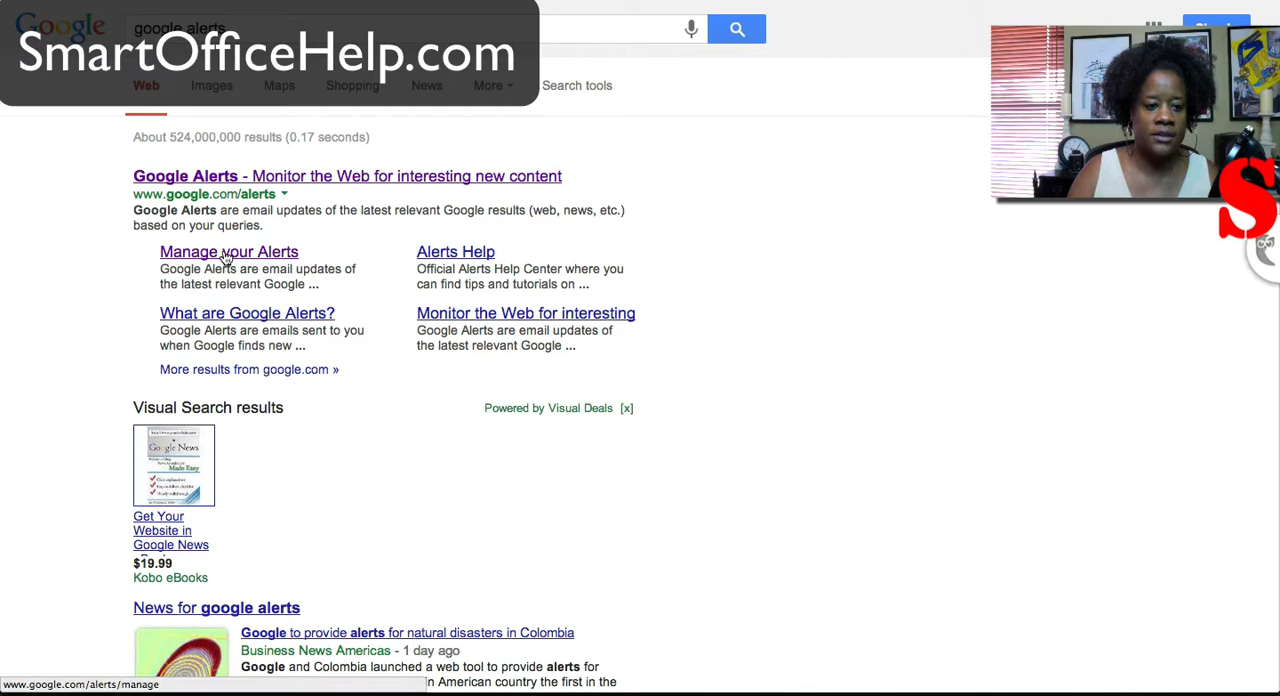 Google
google alerts
SmartOfficeHelp.com
Web Images Maps Shopping News More Search tools
About 524,000,000 results (0.17 seconds)
Google Alerts - Monitor the Web for interesting new content
www.google.com/alerts
Google Alerts are email updates of the latest relevant Google results (web, news, etc.)
based on your queries.
Manage your Alerts
Google Alerts are email updates of
the latest relevant Google ...
Alerts Help
Official Alerts Help Center where you
can find tips and tutorials on ...
What are Google Alerts?
Google Alerts are emails sent to you
when Google finds new ...
Monitor the Web for interesting
Google Alerts are email updates of
the latest relevant Google ...
More results from google.com »
Visual Search results
Powered by Visual Deals [x]
Google News
Made Easy
Get Your
Website in
Google News
$19.99
Kobo eBooks
News for google alerts
Google to provide alerts for natural disasters in Colombia
Business News Americas - 1 day ago
Google and Colombia launched a web tool to provide alerts for
n American country the first in the
www.google.com/alerts/manage
S